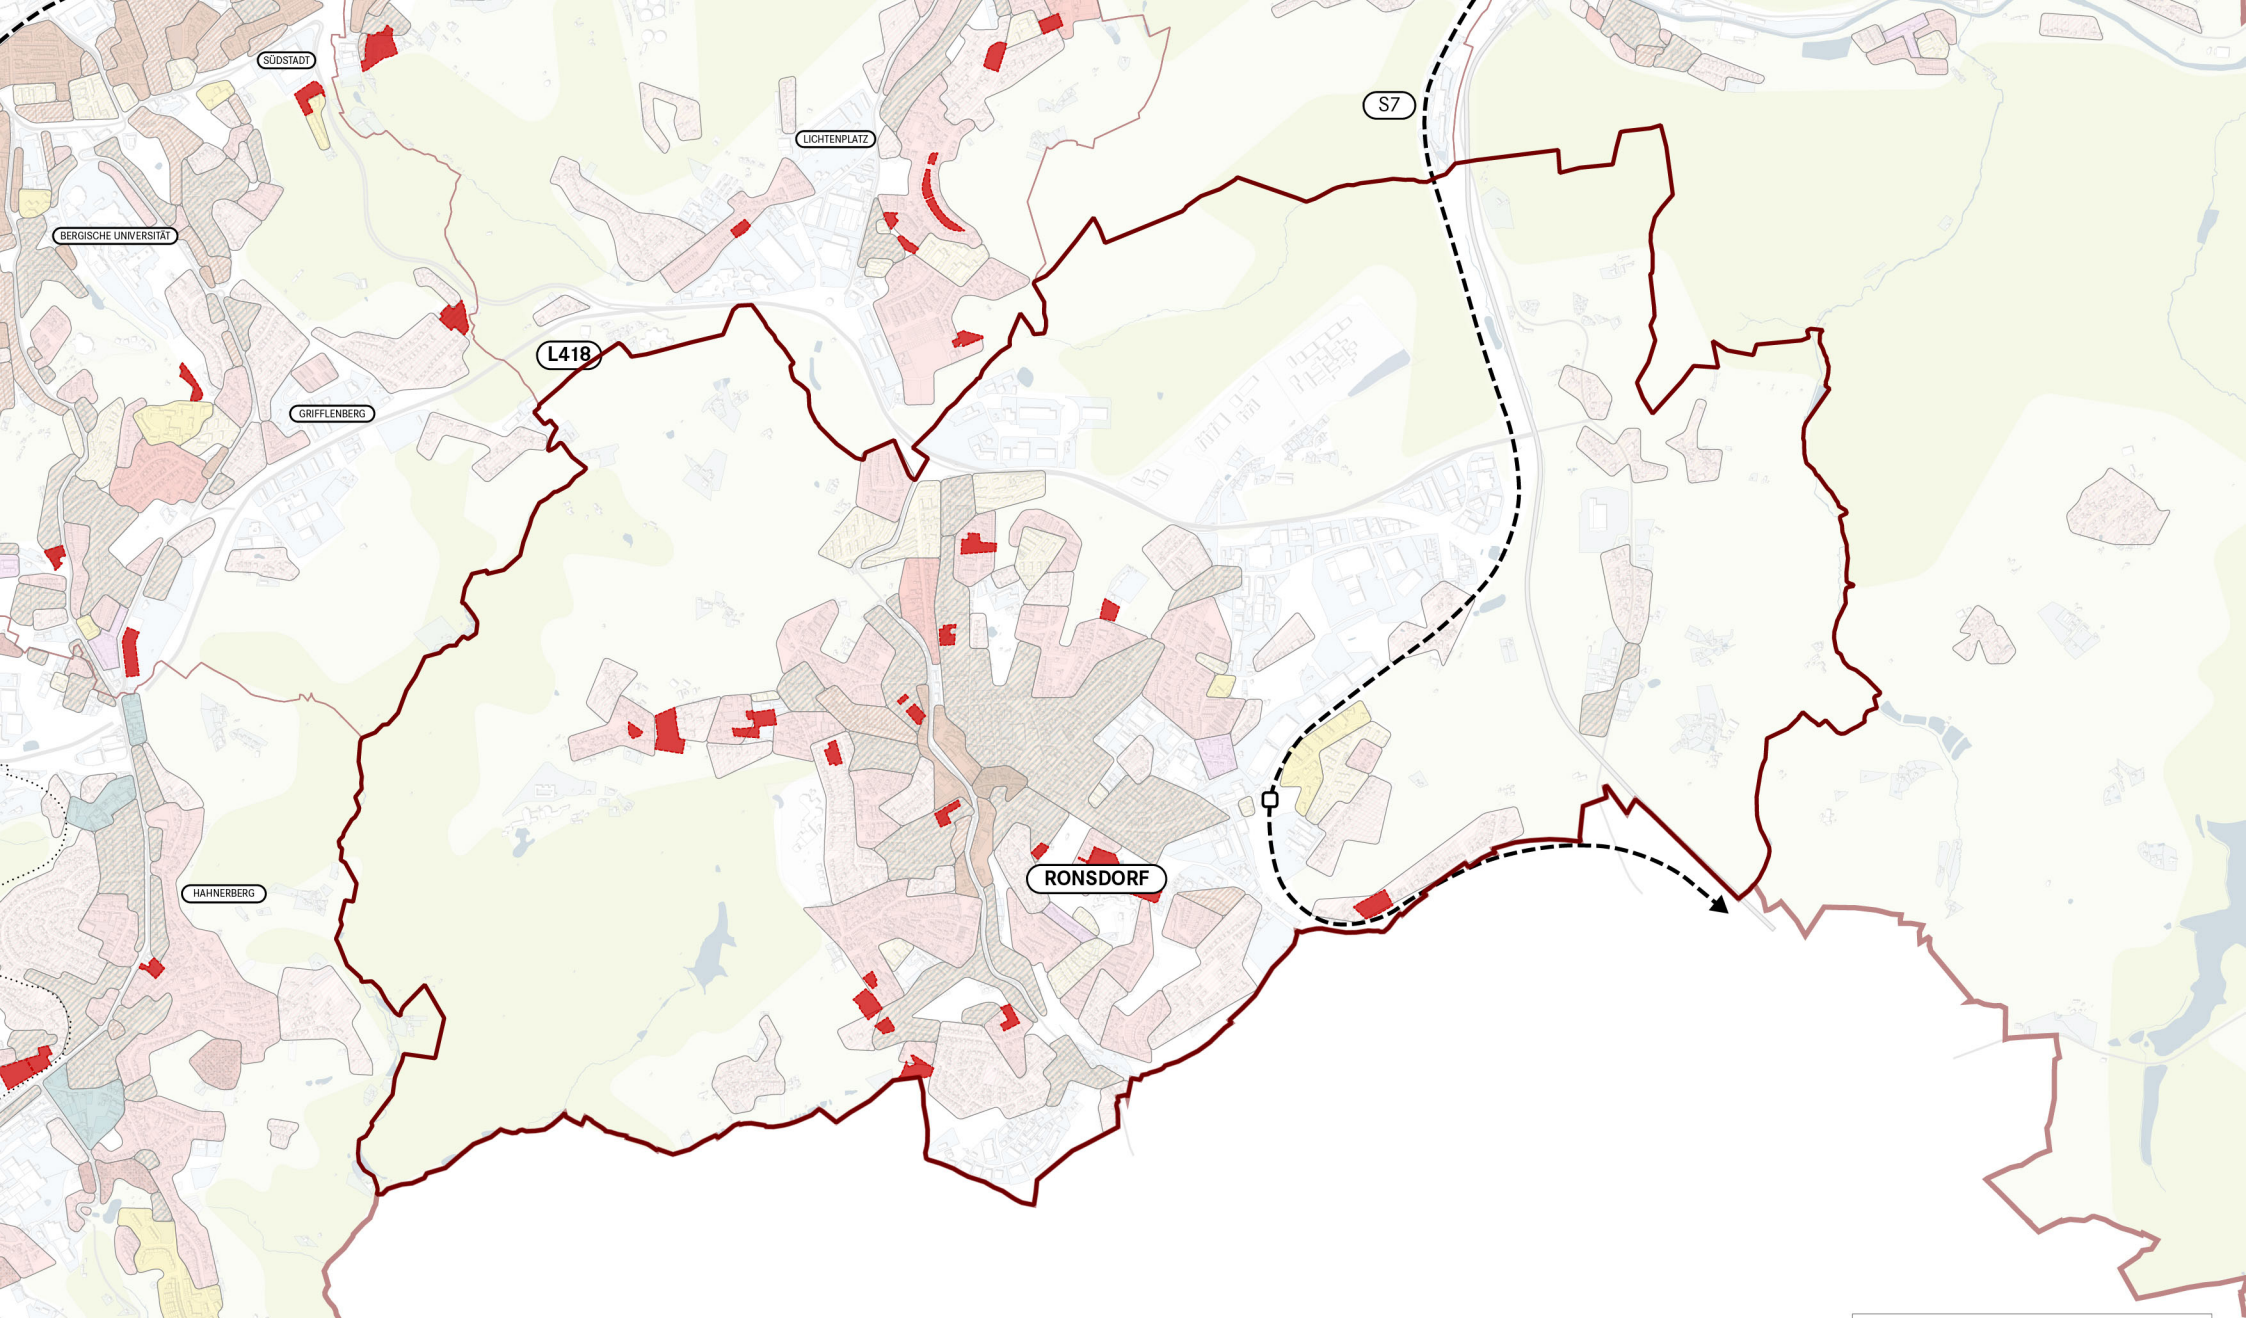 SÜDSTADT
S7
LICHTENPLATZ
BERGISCHE UNIVERSITÄT
L418
GRIFFLENBERG
RONSDORF
HAHNERBERG